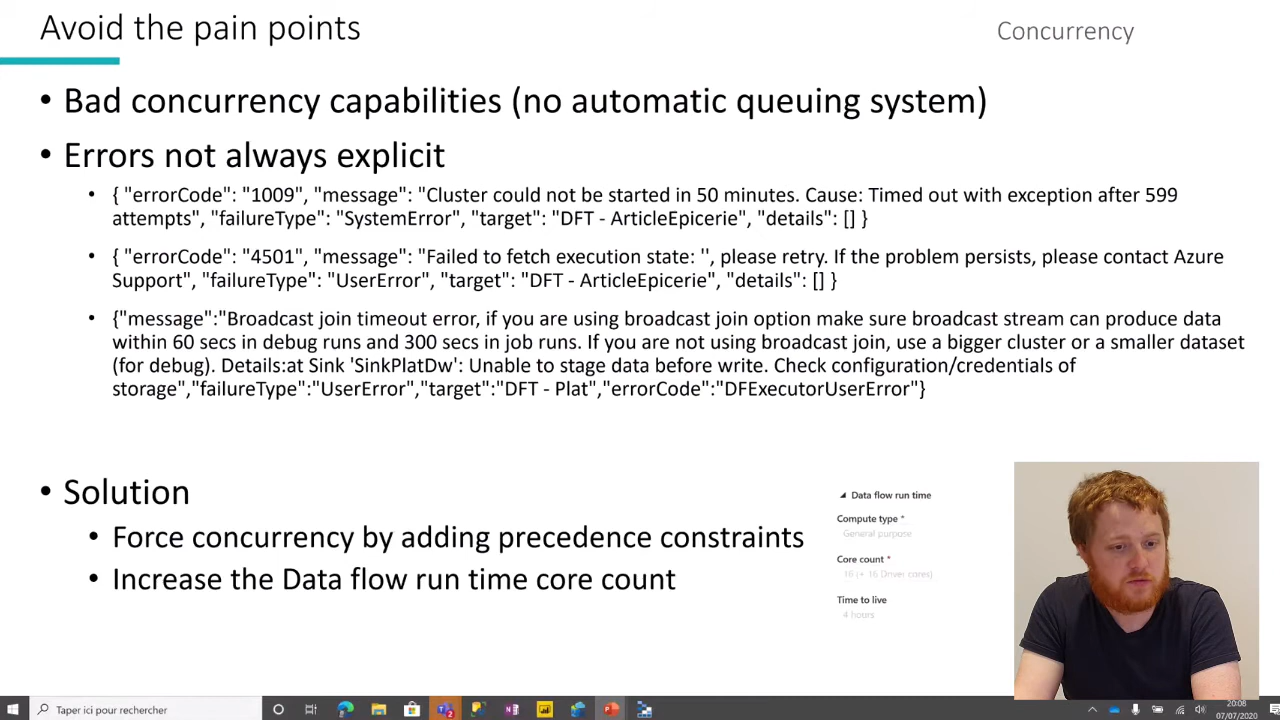 Avoid the pain points
Concurrency
• Bad concurrency capabilities (no automatic queuing system)
• Errors not always explicit
• { "errorCode": "1009", "message": "Cluster could not be started in 50 minutes. Cause: Timed out with exception after 599
attempts", "failureType": "SystemError", "target": "DFT - ArticleEpicerie", "details": [] }
• { "errorCode": "4501", "message": "Failed to fetch execution state: '', please retry. If the problem persists, please contact Azure
Support", "failureType": "UserError", "target": "DFT - ArticleEpicerie", "details": [] }
• {"message":"Broadcast join timeout error, if you are using broadcast join option make sure broadcast stream can produce data
within 60 secs in debug runs and 300 secs in job runs. If you are not using broadcast join, use a bigger cluster or a smaller dataset
(for debug). Details:at Sink 'SinkPlatDw': Unable to stage data before write. Check configuration/credentials of
storage","failureType":"UserError","target":"DFT - Plat","errorCode":"DFExecutorUserError"}
• Solution
• Force concurrency by adding precedence constraints
• Increase the Data flow run time core count
Data flow run time
Compute type *
General purpose
Core count *
16 (+ 16 Driver cores)
Time to live
4 hours
Taper ici pour rechercher
20:08
07/07/2020